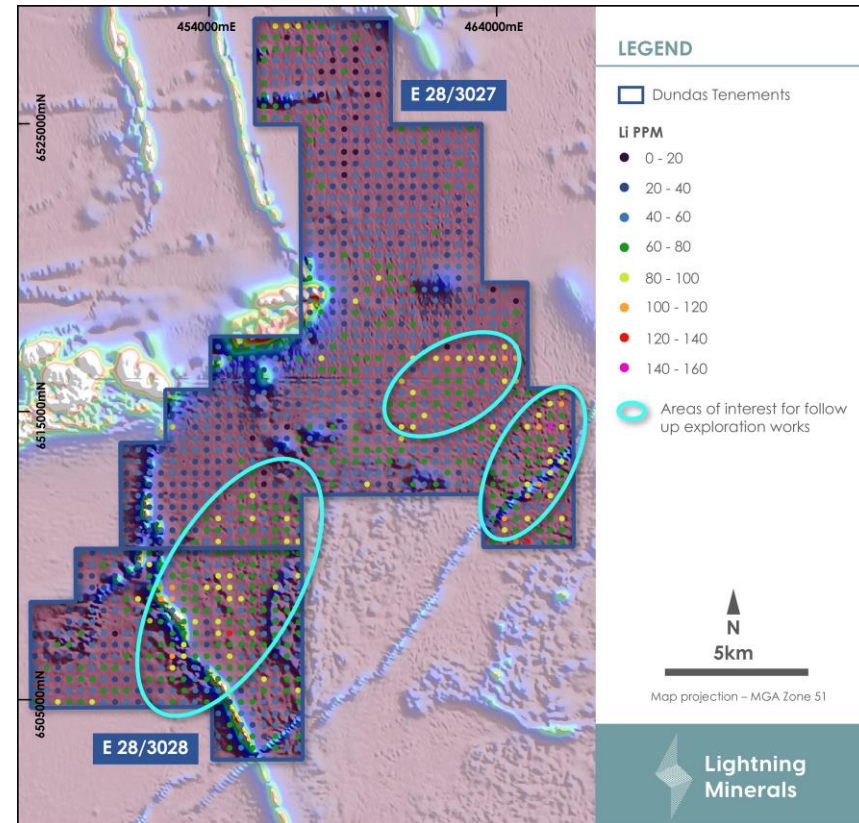 454000mE
464000mE
6525000mN
6515000mN
6505000mN
E 28/3027
E 28/3028
LEGEND
Dundas Tenements
Li PPM
0 - 20
20 - 40
40 - 60
60 - 80
80 - 100
100 - 120
120 - 140
140 - 160
Areas of interest for follow
up exploration works
N
5km
Map projection – MGA Zone 51
Lightning
Minerals